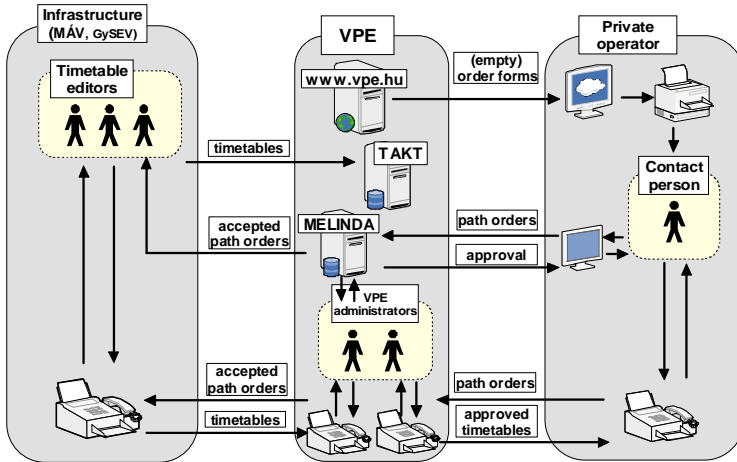 Infrastructure
(MÁV, GySEV)
VPE
Private
operator
Timetable
editors
www.vpe.hu
(empty)
order forms
timetables
TAKT
Contact
person
accepted
path orders
MELINDA
path orders
approval
VPE
administrators
accepted
path orders
path orders
timetables
approved
timetables